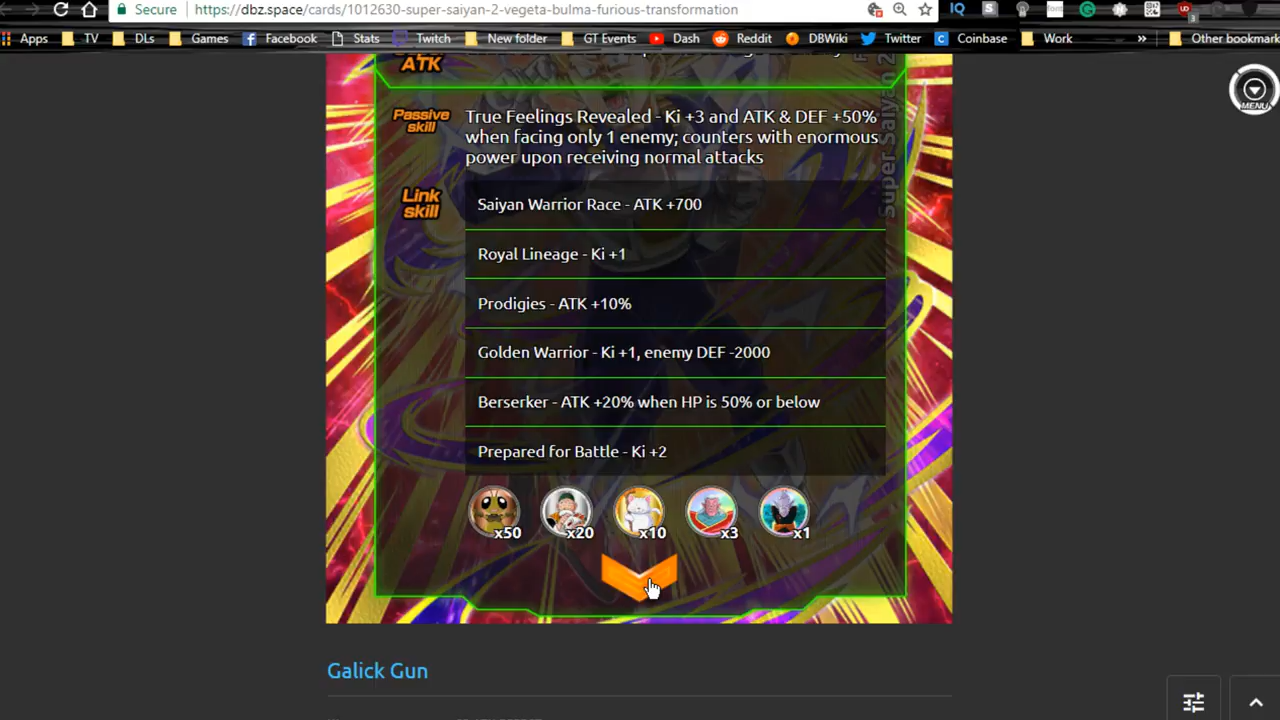 Secure https://dbz.space/cards/1012630-super-saiyan-2-vegeta-bulma-furious-transformation
Apps TV DLs Games Facebook Stats Twitch New folder GT Events Dash Reddit DBWiki Twitter Coinbase Work » Other bookmark
MENU
ATK
Super Saiyan 2
Passive skill
True Feelings Revealed - Ki +3 and ATK & DEF +50%
when facing only 1 enemy; counters with enormous
power upon receiving normal attacks
Link skill
Saiyan Warrior Race - ATK +700
Royal Lineage - Ki +1
Prodigies - ATK +10%
Golden Warrior - Ki +1, enemy DEF -2000
Berserker - ATK +20% when HP is 50% or below
Prepared for Battle - Ki +2
x50 x20 x10 x3 x1
Galick Gun